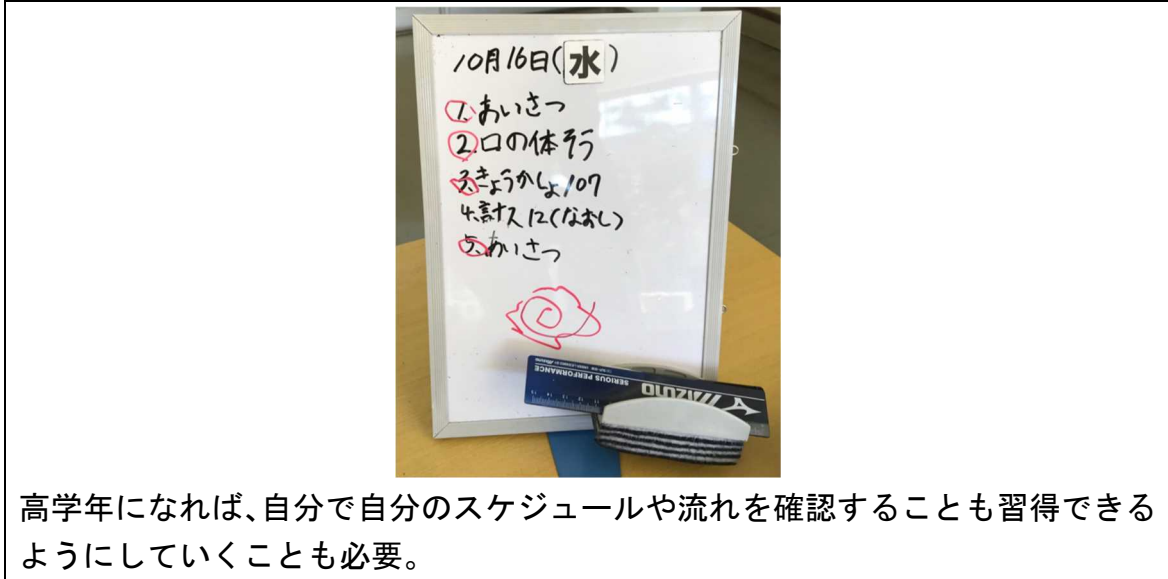 10月16日(水)
1.あいさつ
2.口の体そう
3.きょうかしょ107
4.計ス12(なおし)
5.あいさつ
SERIOUS PERFORMANCE
MIZUNO
高学年になれば、自分で自分のスケジュールや流れを確認することも習得できる
ようにしていくことも必要。